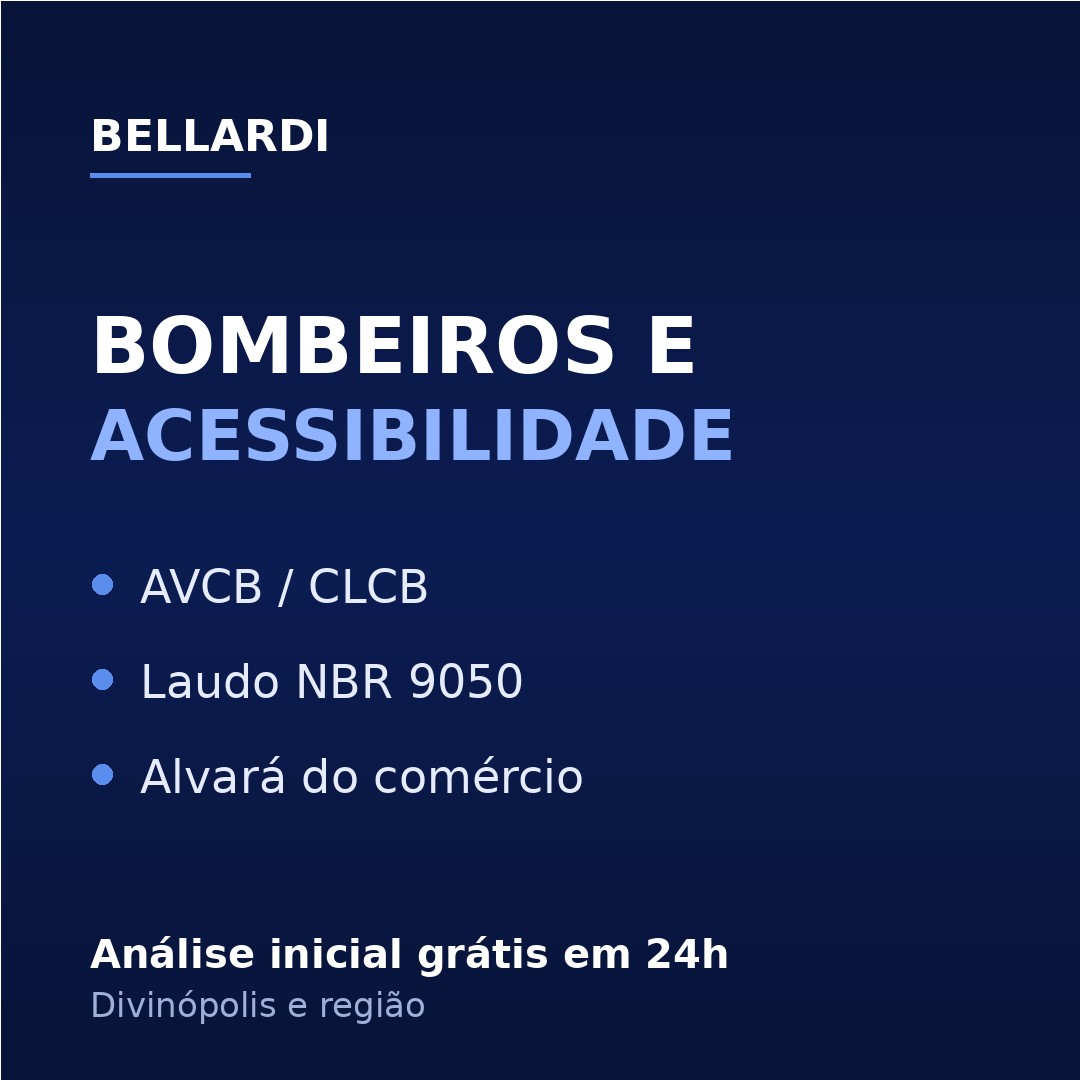 BELLARDI
BOMBEIROS E
ACESSIBILIDADE
AVCB / CLCB
Laudo NBR 9050
Alvará do comércio
Análise inicial grátis em 24h
Divinópolis e região